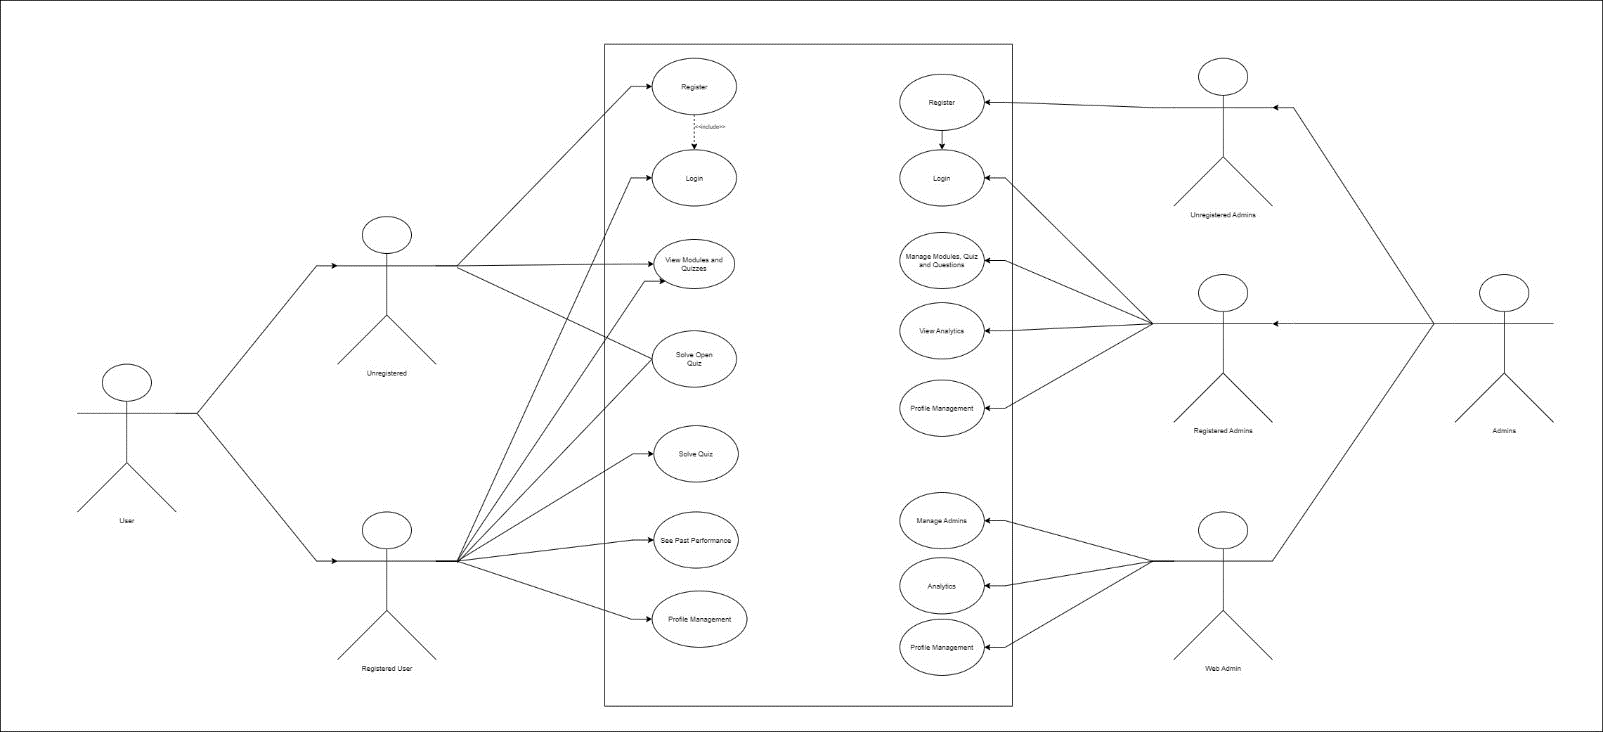 Register
<<include>>
Login
View Modules and
Quizzes
Solve Open
Quiz
Solve Quiz
See Past Performance
Profile Management
Unregistered
User
Registered User
Register
Login
Manage Modules, Quiz
and Questions
View Analytics
Profile Management
Manage Admins
Analytics
Profile Management
Unregistered Admins
Registered Admins
Admins
Web Admin